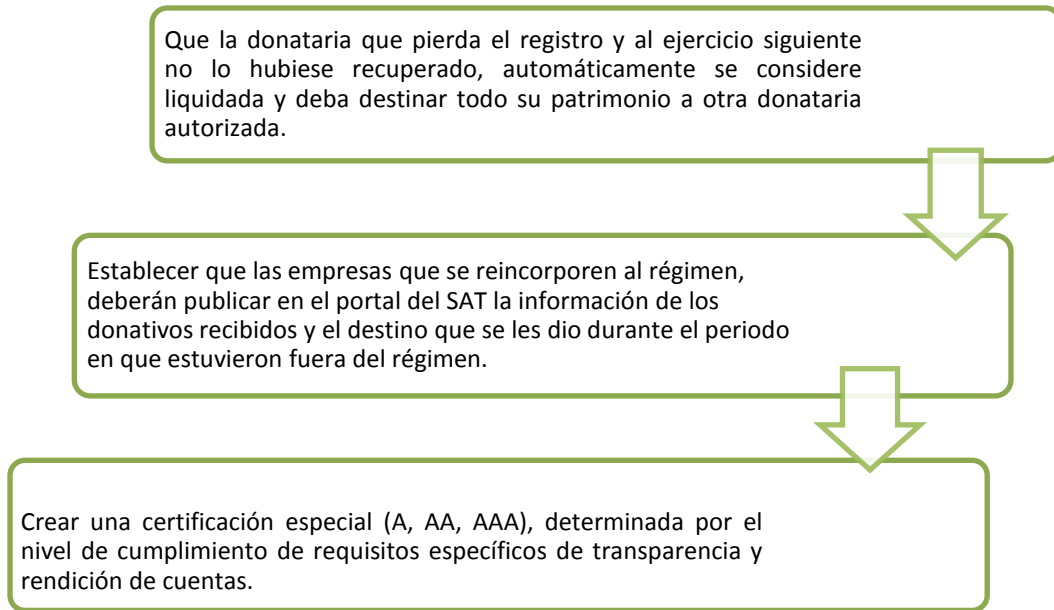 Que la donataria que pierda el registro y al ejercicio siguiente
no lo hubiese recuperado, automáticamente se considere
liquidada y deba destinar todo su patrimonio a otra donataria
autorizada.
Establecer que las empresas que se reincorporen al régimen,
deberán publicar en el portal del SAT la información de los
donativos recibidos y el destino que se les dio durante el periodo
en que estuvieron fuera del régimen.
Crear una certificación especial (A, AA, AAA), determinada por el
nivel de cumplimiento de requisitos específicos de transparencia y
rendición de cuentas.